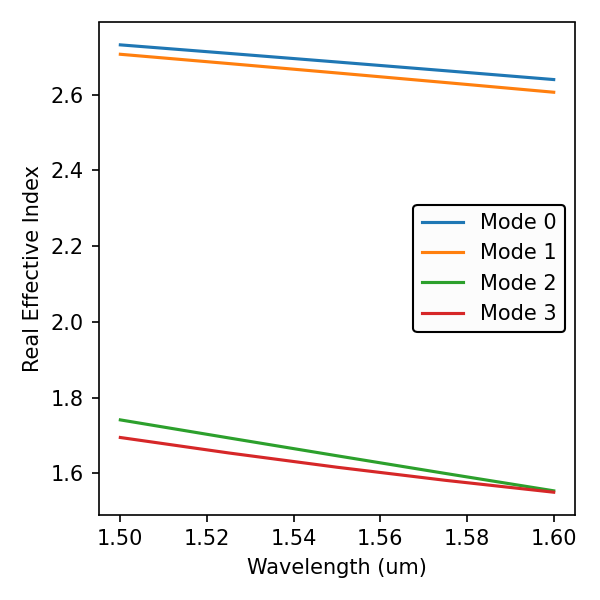 2.6
2.4
2.2
2.0
1.8
1.6
Real Effective Index
Mode 0
Mode 1
Mode 2
Mode 3
1.50 1.52 1.54 1.56 1.58 1.60
Wavelength (um)